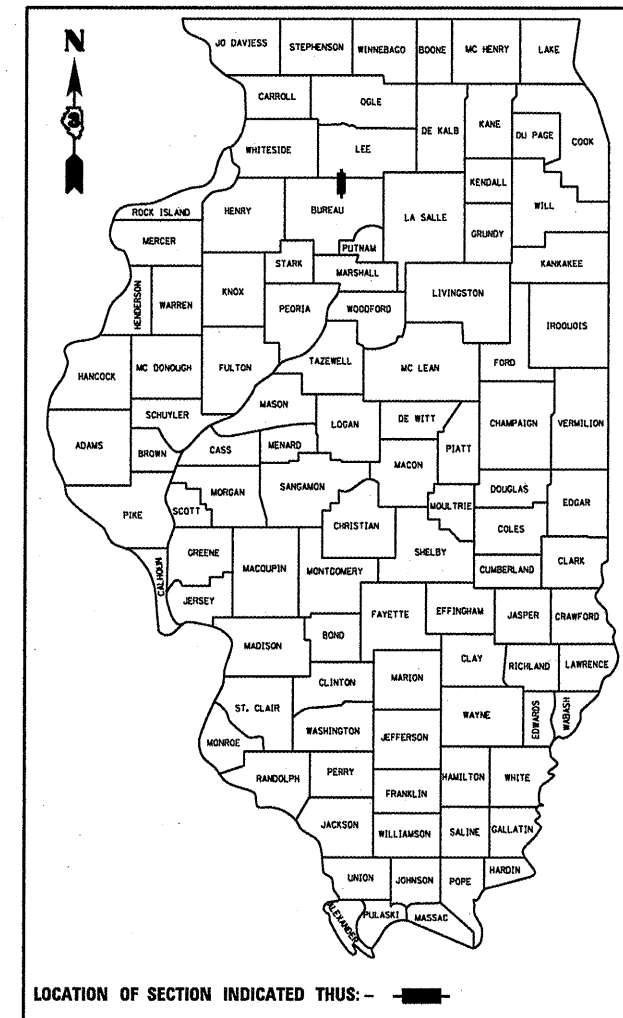 N
3
JO DAVIESS
STEPHENSON
WINNEBAGO
BOONE
MC HENRY
LAKE
CARROLL
OGLE
DE KALB
KANE
DU PAGE
COOK
WHITESIDE
LEE
KENDALL
WILL
ROCK ISLAND
HENRY
BUREAU
LA SALLE
GRUNDY
MERCER
PUTNAM
KANKAKEE
STARK
MARSHALL
HENDERSON
WARREN
KNOX
PEORIA
WOODFORD
LIVINGSTON
IROQUOIS
HANCOCK
MC DONOUGH
FULTON
TAZEWELL
MC LEAN
FORD
SCHUYLER
MASON
LOGAN
DE WITT
PIATT
CHAMPAIGN
VERMILION
ADAMS
BROWN
CASS
MENARD
MACON
PIKE
SCOTT
MORGAN
SANGAMON
CHRISTIAN
MOULTRIE
DOUGLAS
COLES
EDGAR
CALHOUN
GREENE
MACOUPIN
MONTGOMERY
SHELBY
CUMBERLAND
CLARK
JERSEY
FAYETTE
EFFINGHAM
JASPER
CRAWFORD
MADISON
BOND
CLAY
RICHLAND
LAWRENCE
CLINTON
MARION
WAYNE
EDWARDS
WABASH
ST. CLAIR
WASHINGTON
JEFFERSON
MONROE
RANDOLPH
PERRY
FRANKLIN
HAMILTON
WHITE
JACKSON
WILLIAMSON
SALINE
GALLATIN
UNION
JOHNSON
POPE
HARDIN
ALEXANDER
PULASKI
MASSAC
LOCATION OF SECTION INDICATED THUS: -